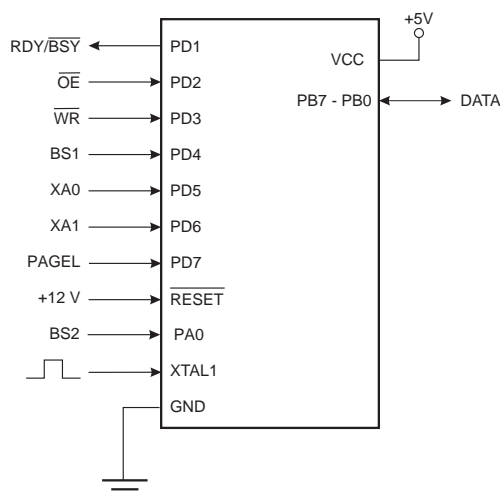 +5V
RDY/BSY PD1
VCC
OE PD2
PB7 - PB0 DATA
WR PD3
BS1 PD4
XA0 PD5
XA1 PD6
PAGEL PD7
+12 V RESET
BS2 PA0
XTAL1
GND